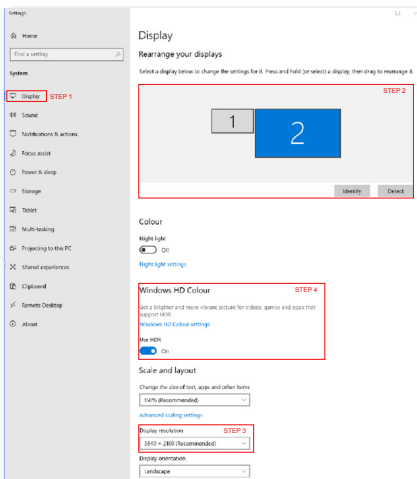 Settings
Home
Find a setting
System
Display STEP 1
Sound
Notifications & actions
Focus assist
Power & sleep
Storage
Tablet
Multi-tasking
Projecting to this PC
Shared experiences
Clipboard
Remote Desktop
About
Display
Rearrange your displays
Select a display below to change the settings for it. Press and hold (or select) a display, then drag to rearrange it.
STEP 2
1
2
Identify Detect
Colour
Night light
Off
Night light settings
Windows HD Colour STEP 4
Get a brighter and more vibrant picture for videos, games and apps that
support HDR.
Windows HD Colour settings
Use HDR
On
Scale and layout
Change the size of text, apps and other items
150% (Recommended)
Advanced scaling settings
Display resolution STEP 3
3840 × 2160 (Recommended)
Display orientation
Landscape